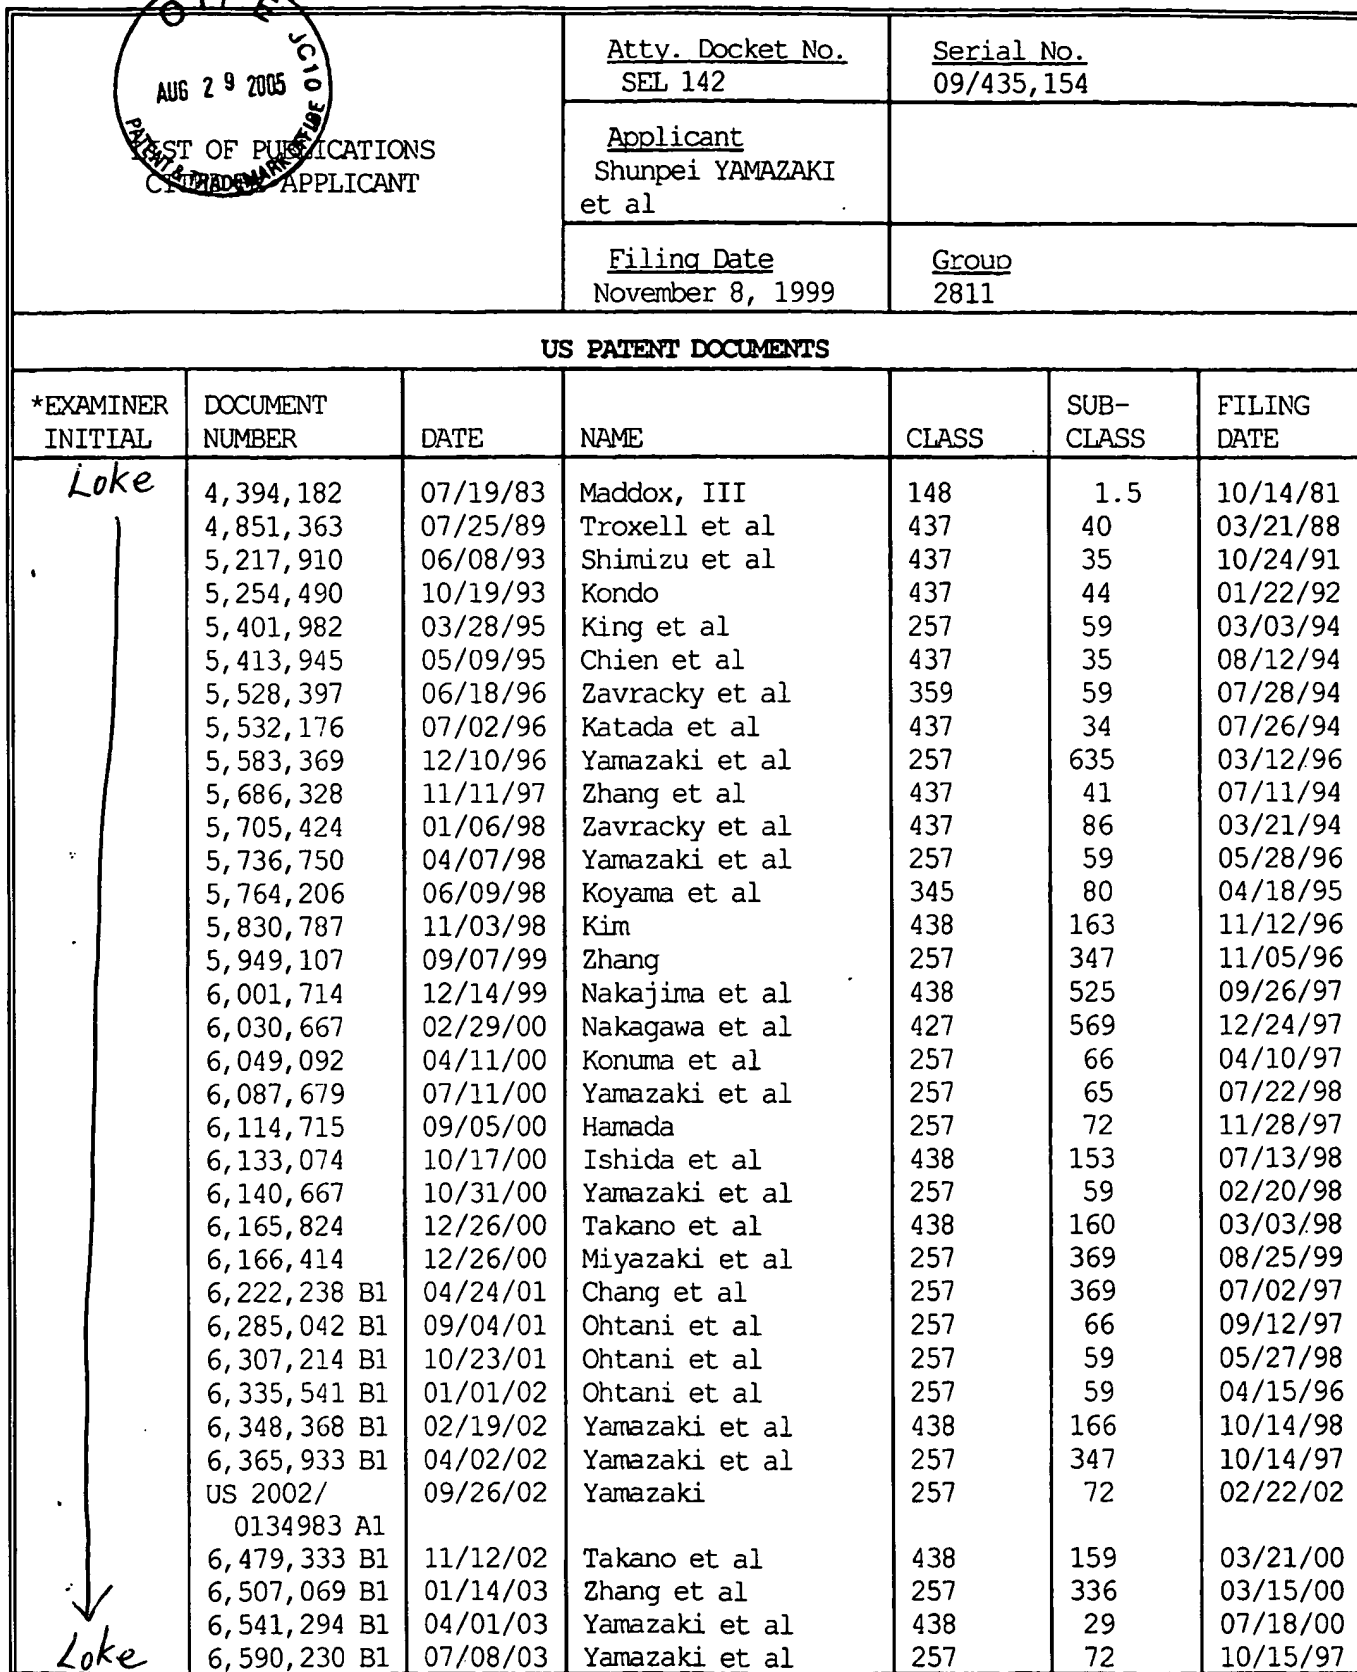 O I P E JC10
AUG 2 9 2005
PATENT & TRADEMARK OFFICE
LIST OF PUBLICATIONS
CITED BY APPLICANT
Atty. Docket No.
SEL 142
Serial No.
09/435,154
Applicant
Shunpei YAMAZAKI
et al
Filing Date
November 8, 1999
Group
2811
US PATENT DOCUMENTS
*EXAMINER INITIAL DOCUMENT NUMBER DATE NAME CLASS SUB-CLASS FILING DATE
Loke
4,394,182 07/19/83 Maddox, III 148 1.5 10/14/81
4,851,363 07/25/89 Troxell et al 437 40 03/21/88
5,217,910 06/08/93 Shimizu et al 437 35 10/24/91
5,254,490 10/19/93 Kondo 437 44 01/22/92
5,401,982 03/28/95 King et al 257 59 03/03/94
5,413,945 05/09/95 Chien et al 437 35 08/12/94
5,528,397 06/18/96 Zavracky et al 359 59 07/28/94
5,532,176 07/02/96 Katada et al 437 34 07/26/94
5,583,369 12/10/96 Yamazaki et al 257 635 03/12/96
5,686,328 11/11/97 Zhang et al 437 41 07/11/94
5,705,424 01/06/98 Zavracky et al 437 86 03/21/94
5,736,750 04/07/98 Yamazaki et al 257 59 05/28/96
5,764,206 06/09/98 Koyama et al 345 80 04/18/95
5,830,787 11/03/98 Kim 438 163 11/12/96
5,949,107 09/07/99 Zhang 257 347 11/05/96
6,001,714 12/14/99 Nakajima et al 438 525 09/26/97
6,030,667 02/29/00 Nakagawa et al 427 569 12/24/97
6,049,092 04/11/00 Konuma et al 257 66 04/10/97
6,087,679 07/11/00 Yamazaki et al 257 65 07/22/98
6,114,715 09/05/00 Hamada 257 72 11/28/97
6,133,074 10/17/00 Ishida et al 438 153 07/13/98
6,140,667 10/31/00 Yamazaki et al 257 59 02/20/98
6,165,824 12/26/00 Takano et al 438 160 03/03/98
6,166,414 12/26/00 Miyazaki et al 257 369 08/25/99
6,222,238 B1 04/24/01 Chang et al 257 369 07/02/97
6,285,042 B1 09/04/01 Ohtani et al 257 66 09/12/97
6,307,214 B1 10/23/01 Ohtani et al 257 59 05/27/98
6,335,541 B1 01/01/02 Ohtani et al 257 59 04/15/96
6,348,368 B1 02/19/02 Yamazaki et al 438 166 10/14/98
6,365,933 B1 04/02/02 Yamazaki et al 257 347 10/14/97
US 2002/ 09/26/02 Yamazaki 257 72 02/22/02
0134983 A1
6,479,333 B1 11/12/02 Takano et al 438 159 03/21/00
6,507,069 B1 01/14/03 Zhang et al 257 336 03/15/00
6,541,294 B1 04/01/03 Yamazaki et al 438 29 07/18/00
Loke 6,590,230 B1 07/08/03 Yamazaki et al 257 72 10/15/97